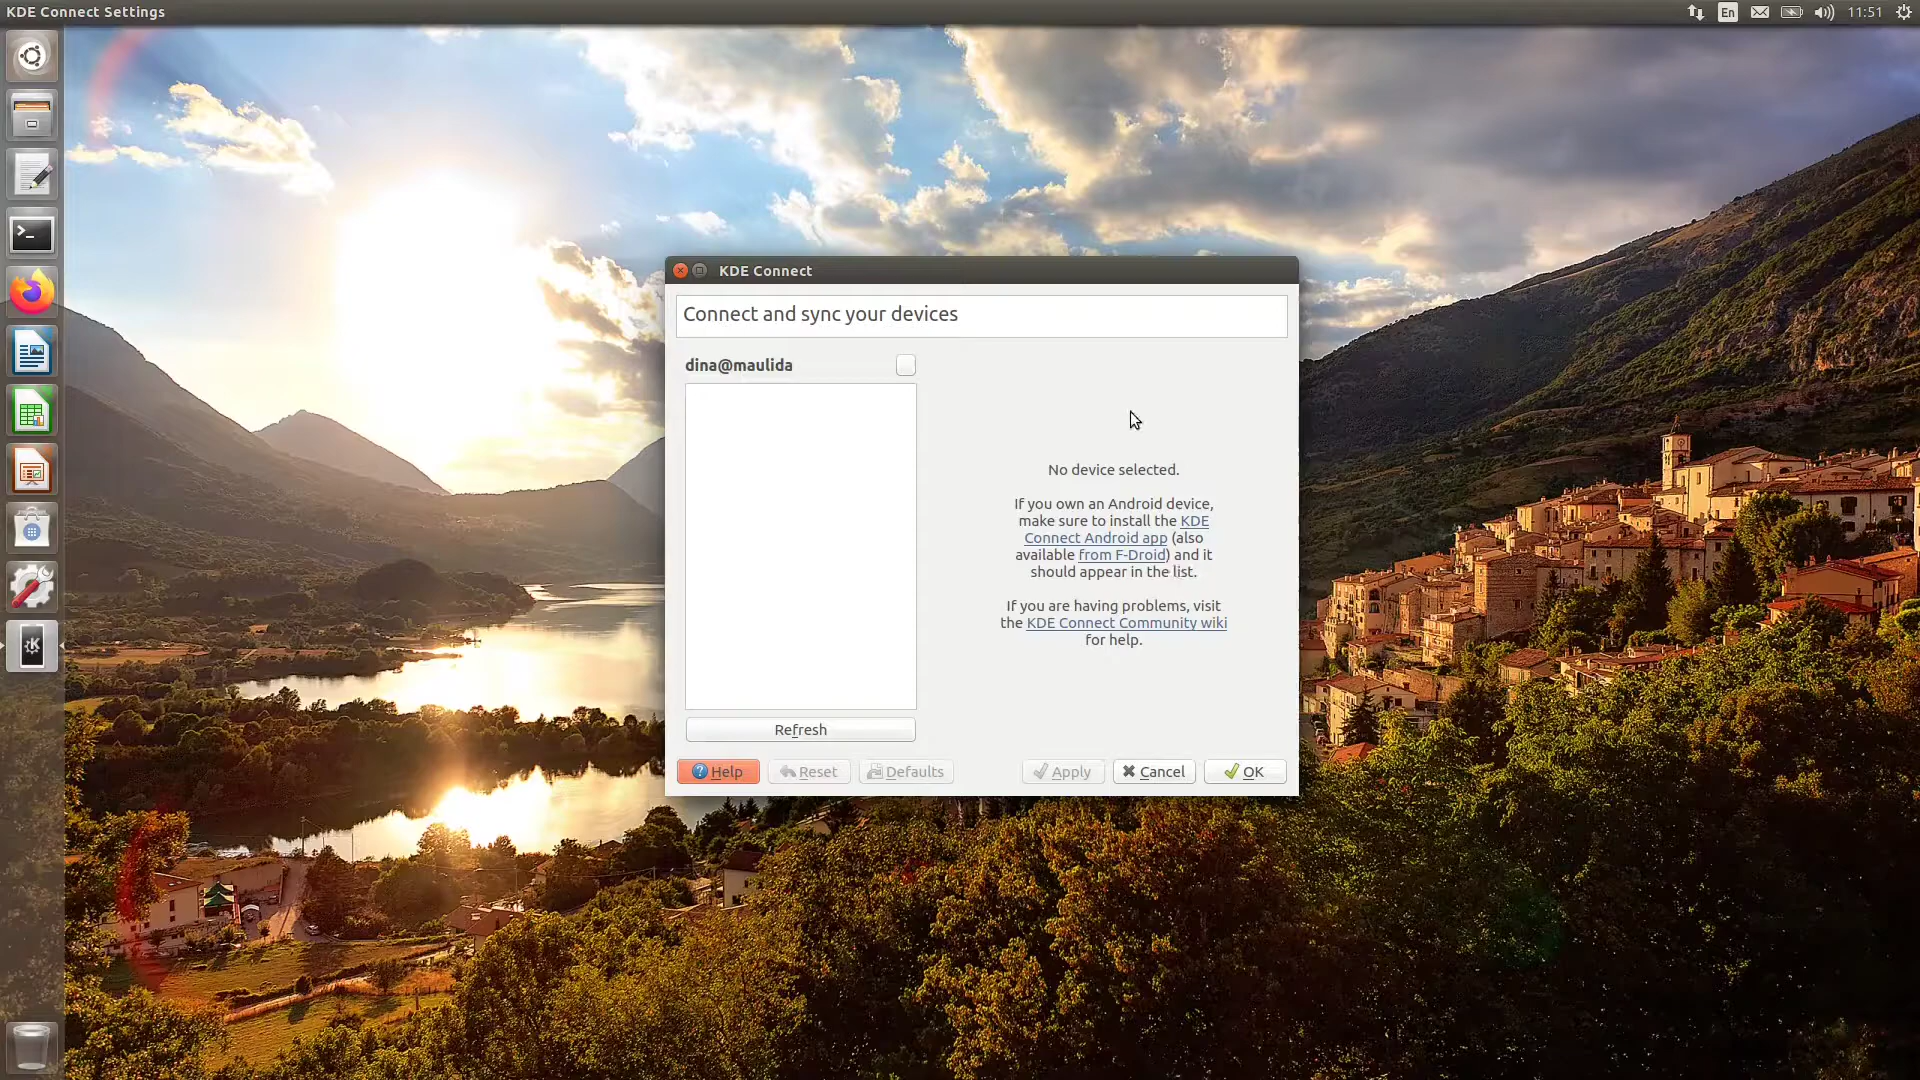 KDE Connect Settings
En
11:51
KDE Connect
Connect and sync your devices
dina@maulida
No device selected.
If you own an Android device,
make sure to install the KDE
Connect Android app (also
available from F-Droid) and it
should appear in the list.
If you are having problems, visit
the KDE Connect Community wiki
for help.
Refresh
Help
Reset
Defaults
Apply
Cancel
OK